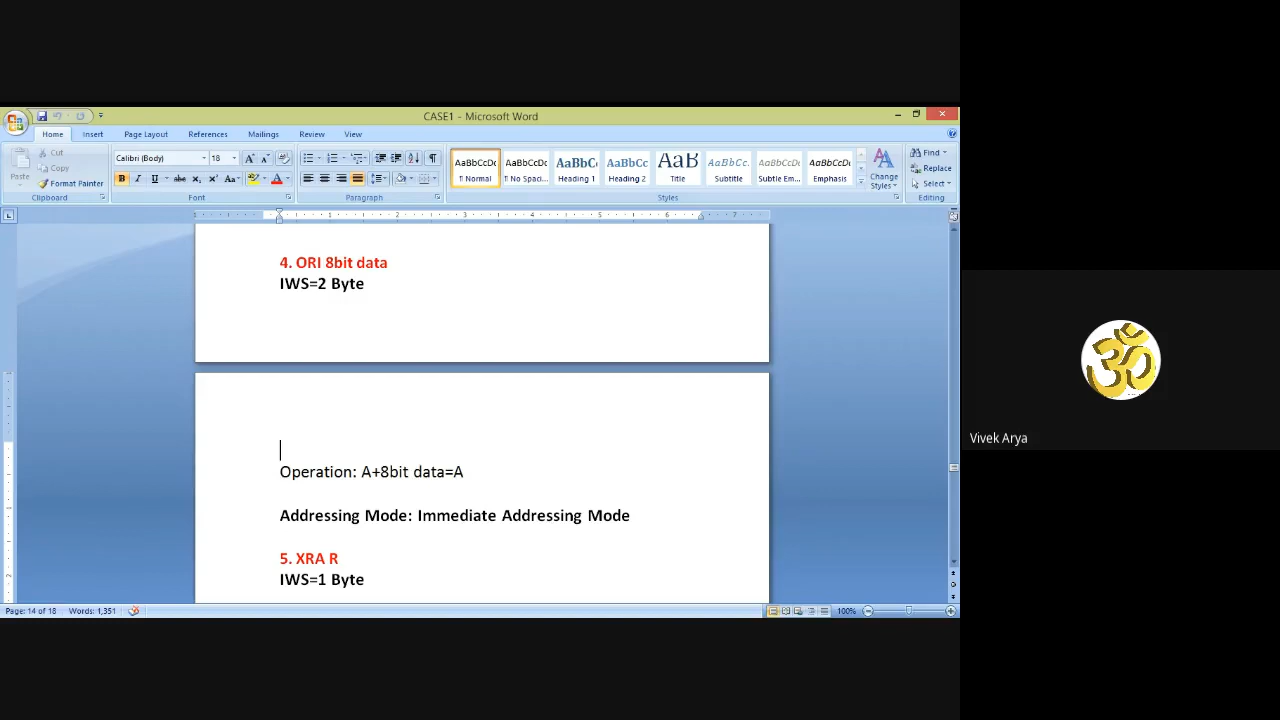 CASE1 - Microsoft Word
Home Insert Page Layout References Mailings Review View
Paste
Cut
Copy
Format Painter
Clipboard
Calibri (Body) 18
Font
Paragraph
AaBbCcDc AaBbCcDc AaBbC AaBbCc AaB AaBbCc. AaBbCcDc AaBbCcDc
¶ Normal ¶ No Spaci... Heading 1 Heading 2 Title Subtitle Subtle Em... Emphasis
Change Styles
Styles
Find
Replace
Select
Editing
4. ORI 8bit data
IWS=2 Byte
Operation: A+8bit data=A
Addressing Mode: Immediate Addressing Mode
5. XRA R
IWS=1 Byte
Page: 14 of 18 Words: 1,351
100%
Vivek Arya